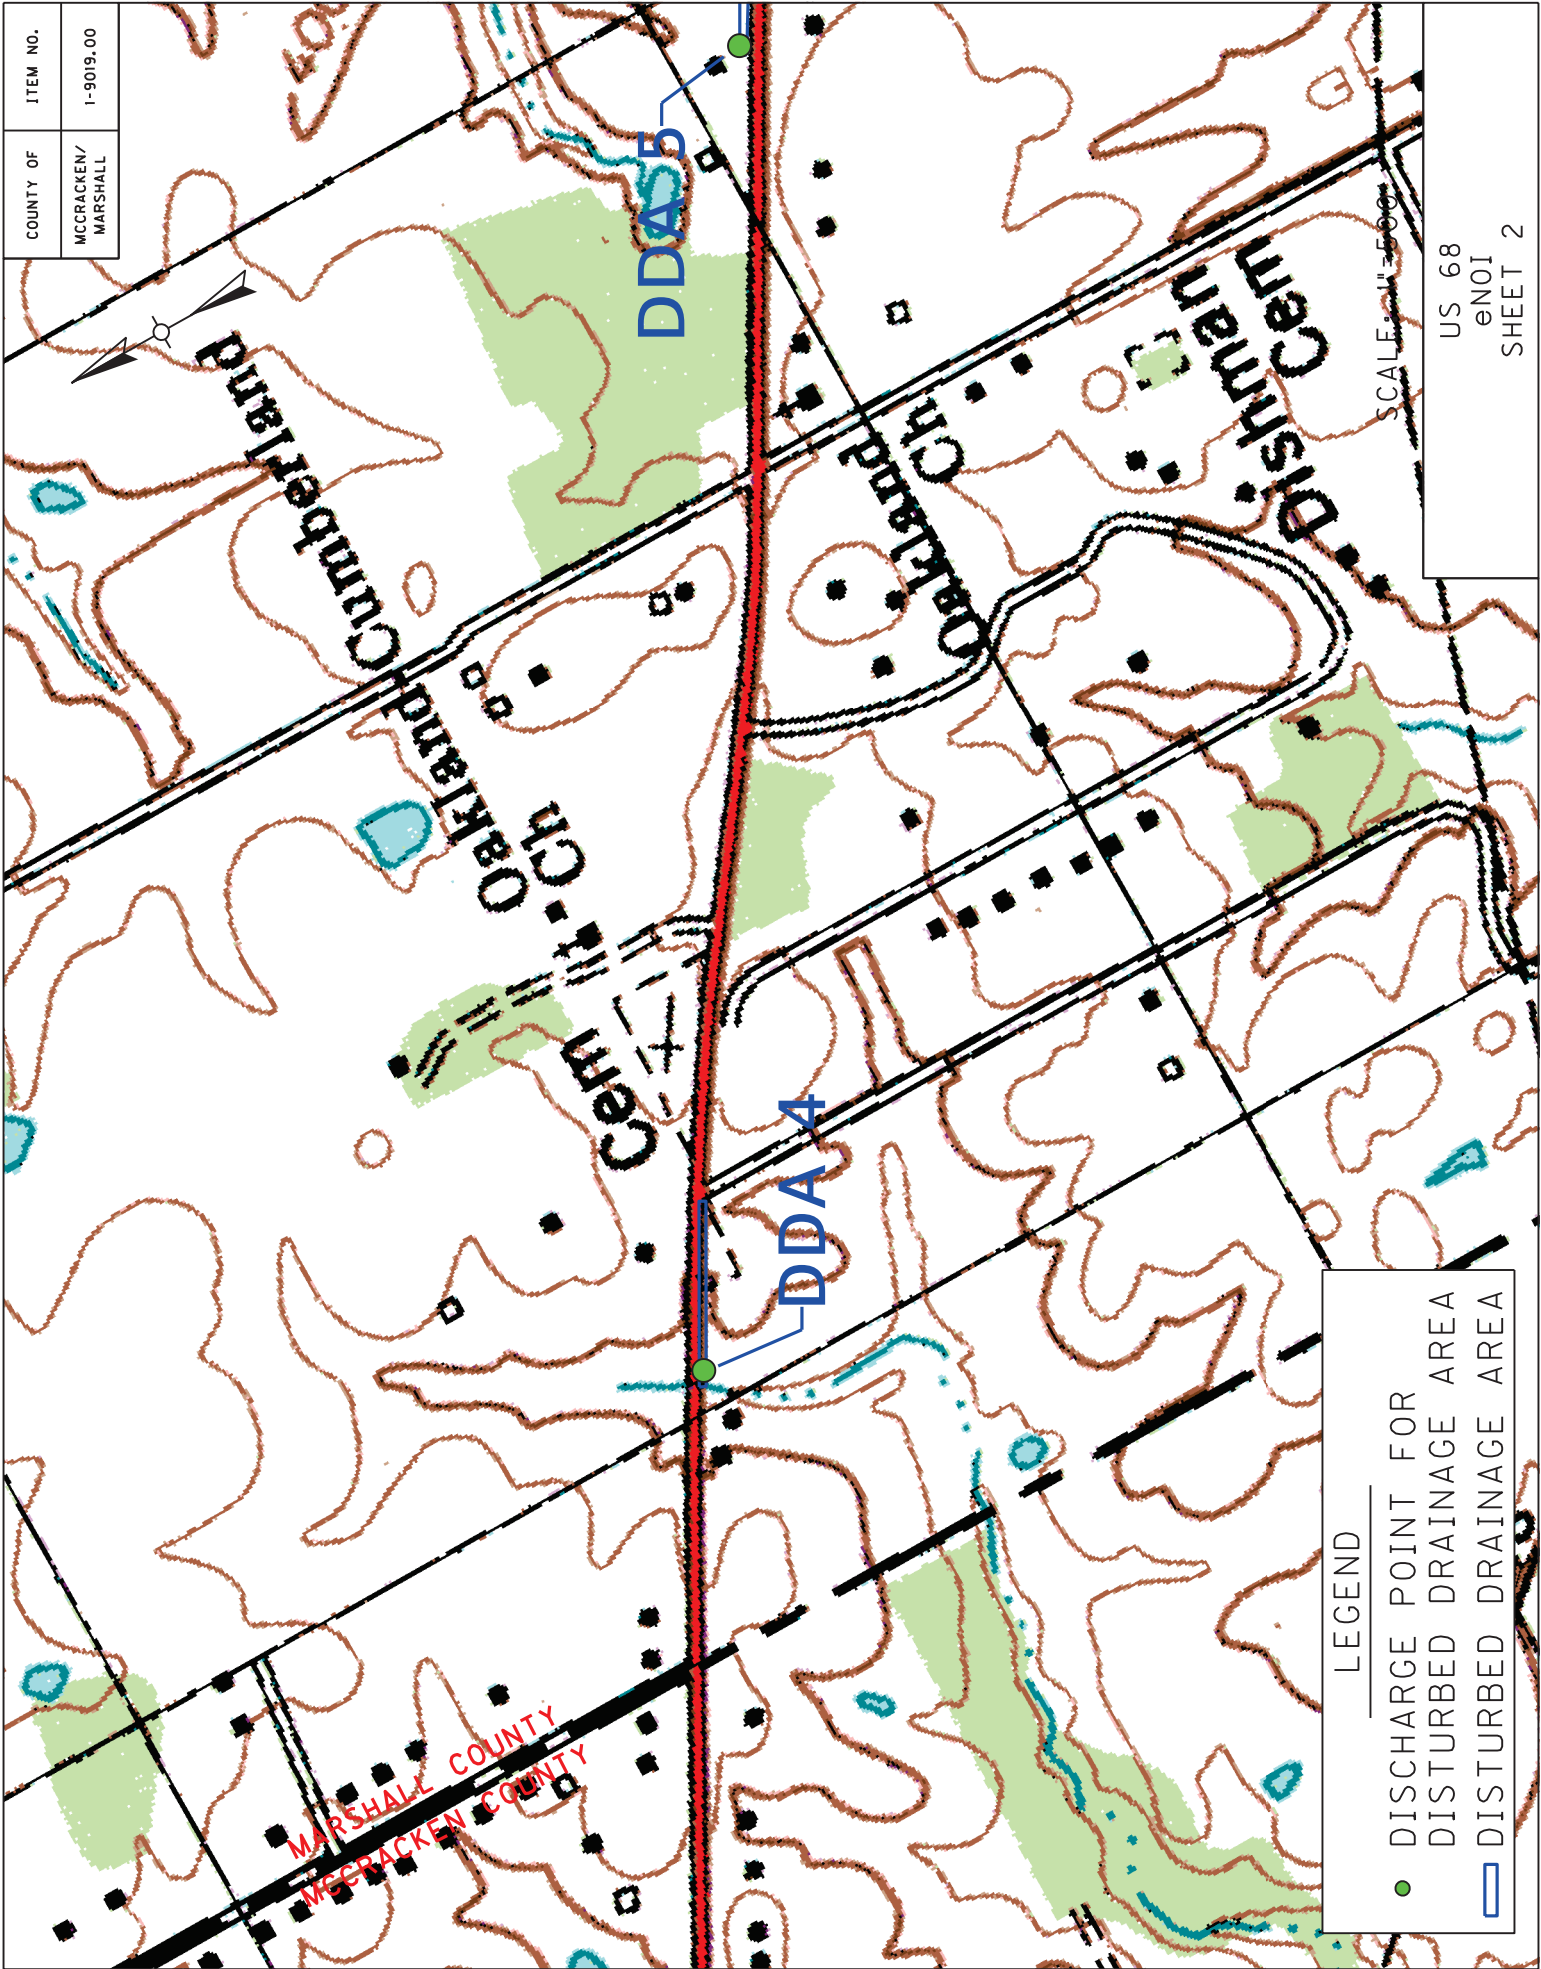 COUNTY OF
ITEM NO.
MCCRACKEN/
MARSHALL
1-9019.00
DDA 5
Cumberland
Oakland
Ch
Cem
DDA 4
Oakland
Ch
Dishman
Cem
MARSHALL COUNTY
MCCRACKEN COUNTY
SCALE: 1"=500'
US 68
eNOI
SHEET 2
LEGEND
DISCHARGE POINT FOR
DISTURBED DRAINAGE AREA
DISTURBED DRAINAGE AREA